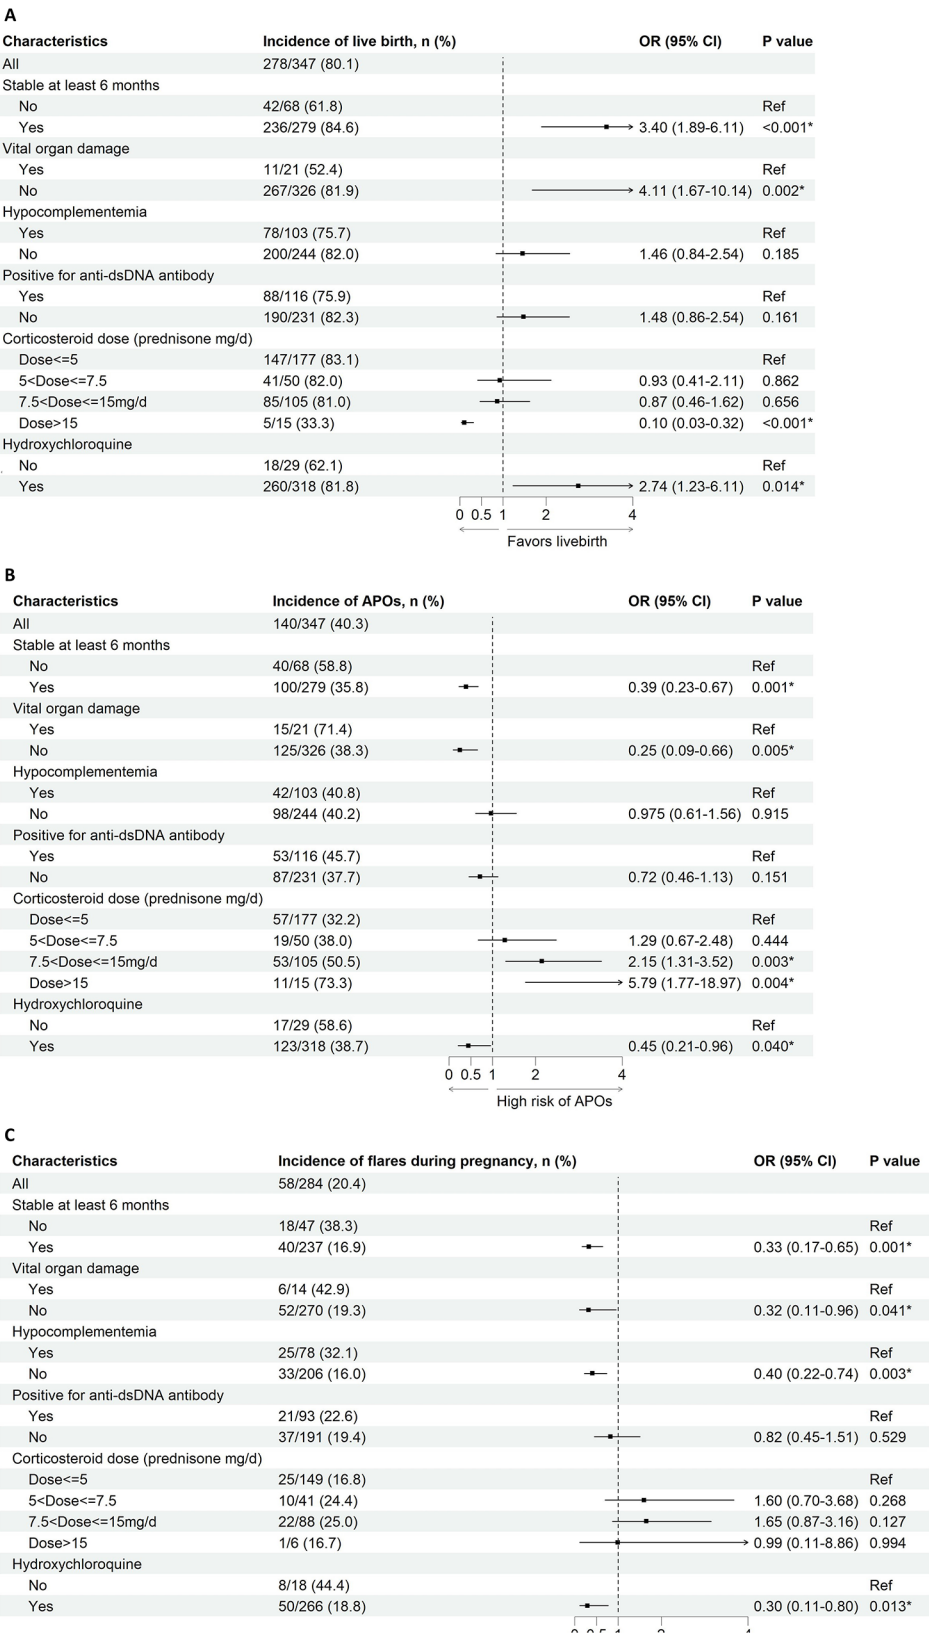 A
Characteristics Incidence of live birth, n (%) OR (95% CI) P value
All 278/347 (80.1)
Stable at least 6 months
No 42/68 (61.8) Ref
Yes 236/279 (84.6) 3.40 (1.89-6.11) <0.001*
Vital organ damage
Yes 11/21 (52.4) Ref
No 267/326 (81.9) 4.11 (1.67-10.14) 0.002*
Hypocomplementemia
Yes 78/103 (75.7) Ref
No 200/244 (82.0) 1.46 (0.84-2.54) 0.185
Positive for anti-dsDNA antibody
Yes 88/116 (75.9) Ref
No 190/231 (82.3) 1.48 (0.86-2.54) 0.161
Corticosteroid dose (prednisone mg/d)
Dose<=5 147/177 (83.1) Ref
5<Dose<=7.5 41/50 (82.0) 0.93 (0.41-2.11) 0.862
7.5<Dose<=15mg/d 85/105 (81.0) 0.87 (0.46-1.62) 0.656
Dose>15 5/15 (33.3) 0.10 (0.03-0.32) <0.001*
Hydroxychloroquine
No 18/29 (62.1) Ref
Yes 260/318 (81.8) 2.74 (1.23-6.11) 0.014*
0 0.5 1 2 4
Favors livebirth
B
Characteristics Incidence of APOs, n (%) OR (95% CI) P value
All 140/347 (40.3)
Stable at least 6 months
No 40/68 (58.8) Ref
Yes 100/279 (35.8) 0.39 (0.23-0.67) 0.001*
Vital organ damage
Yes 15/21 (71.4) Ref
No 125/326 (38.3) 0.25 (0.09-0.66) 0.005*
Hypocomplementemia
Yes 42/103 (40.8) Ref
No 98/244 (40.2) 0.975 (0.61-1.56) 0.915
Positive for anti-dsDNA antibody
Yes 53/116 (45.7) Ref
No 87/231 (37.7) 0.72 (0.46-1.13) 0.151
Corticosteroid dose (prednisone mg/d)
Dose<=5 57/177 (32.2) Ref
5<Dose<=7.5 19/50 (38.0) 1.29 (0.67-2.48) 0.444
7.5<Dose<=15mg/d 53/105 (50.5) 2.15 (1.31-3.52) 0.003*
Dose>15 11/15 (73.3) 5.79 (1.77-18.97) 0.004*
Hydroxychloroquine
No 17/29 (58.6) Ref
Yes 123/318 (38.7) 0.45 (0.21-0.96) 0.040*
0 0.5 1 2 4
High risk of APOs
C
Characteristics Incidence of flares during pregnancy, n (%) OR (95% CI) P value
All 58/284 (20.4)
Stable at least 6 months
No 18/47 (38.3) Ref
Yes 40/237 (16.9) 0.33 (0.17-0.65) 0.001*
Vital organ damage
Yes 6/14 (42.9) Ref
No 52/270 (19.3) 0.32 (0.11-0.96) 0.041*
Hypocomplementemia
Yes 25/78 (32.1) Ref
No 33/206 (16.0) 0.40 (0.22-0.74) 0.003*
Positive for anti-dsDNA antibody
Yes 21/93 (22.6) Ref
No 37/191 (19.4) 0.82 (0.45-1.51) 0.529
Corticosteroid dose (prednisone mg/d)
Dose<=5 25/149 (16.8) Ref
5<Dose<=7.5 10/41 (24.4) 1.60 (0.70-3.68) 0.268
7.5<Dose<=15mg/d 22/88 (25.0) 1.65 (0.87-3.16) 0.127
Dose>15 1/6 (16.7) 0.99 (0.11-8.86) 0.994
Hydroxychloroquine
No 8/18 (44.4) Ref
Yes 50/266 (18.8) 0.30 (0.11-0.80) 0.013*